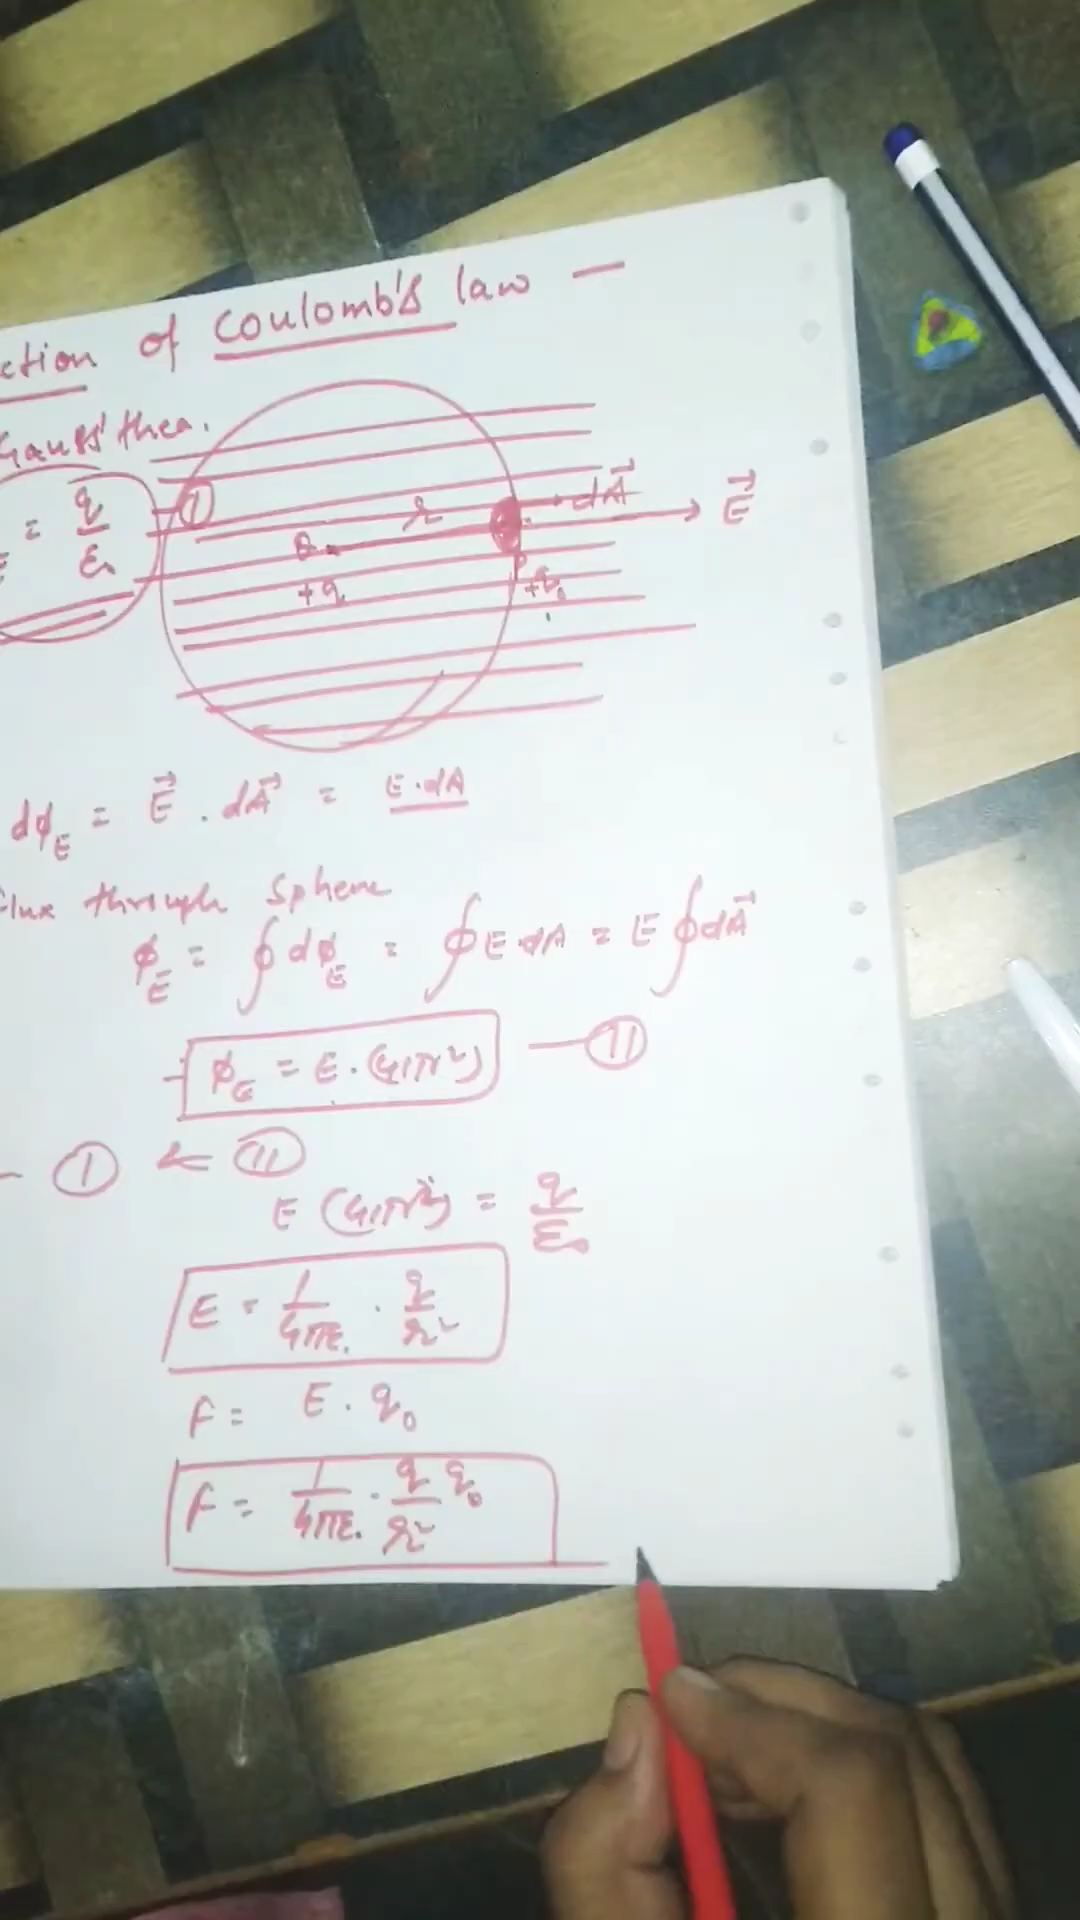 ction of Coulomb's law —
Gauss' theo.
= q/ε₀
①
r
dA⃗
E⃗
+q
P
+q₀
dϕ_E = E⃗ . dA⃗ = E . dA
flux through Sphere
ϕ_E = ∮ dϕ_E = ∮ E . dA = E ∮ dA⃗
ϕ_E = E . (4πr²) — ⑪
- ① ← ⑪
E (4πr²) = q/ε₀
E = 1/4πε₀ . q/r²
F = E . q₀
F = 1/4πε₀ . q/r² q₀